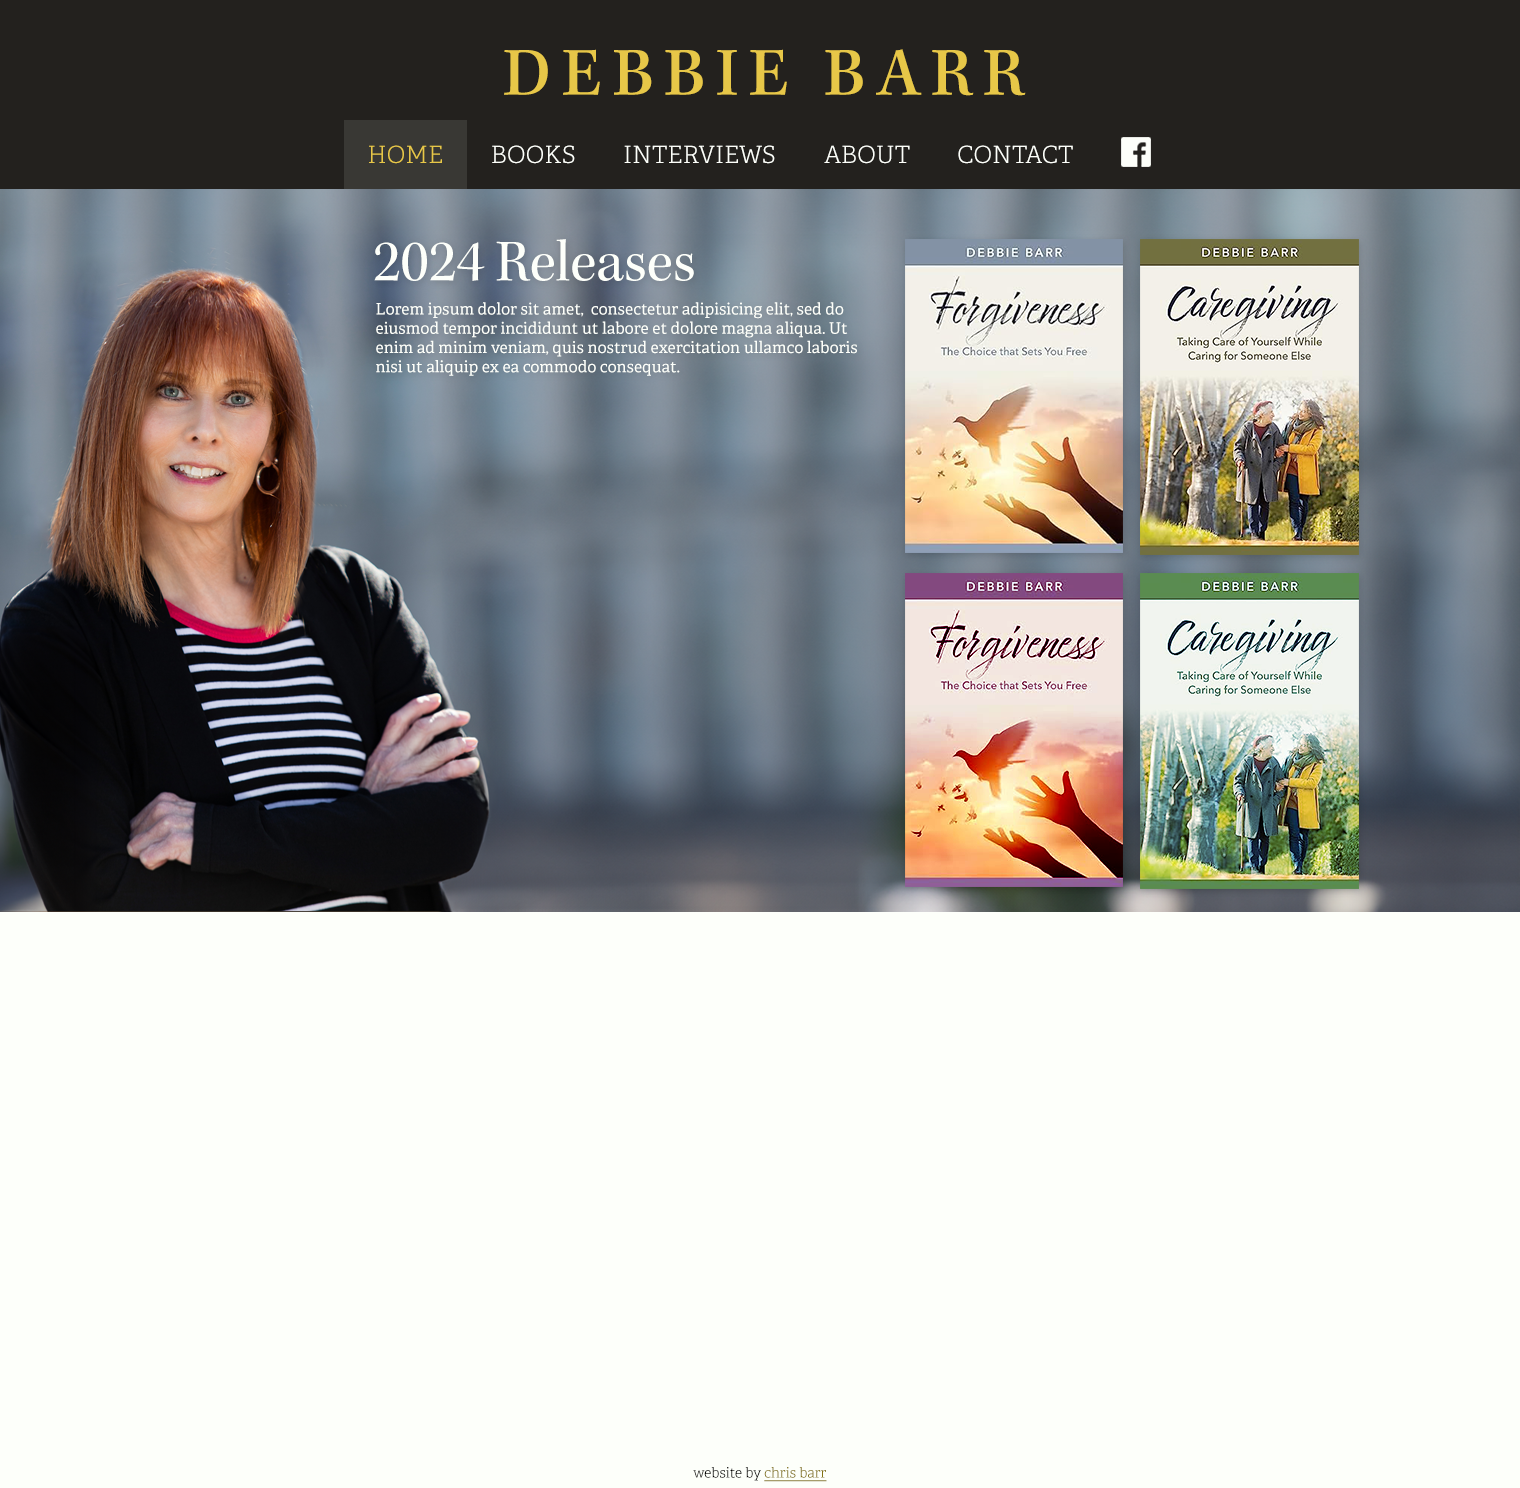 DEBBIE BARR
HOME BOOKS INTERVIEWS ABOUT CONTACT
2024 Releases
Lorem ipsum dolor sit amet,  consectetur adipisicing elit, sed do
eiusmod tempor incididunt ut labore et dolore magna aliqua. Ut
enim ad minim veniam, quis nostrud exercitation ullamco laboris
nisi ut aliquip ex ea commodo consequat.
DEBBIE BARR
Forgiveness
The Choice that Sets You Free
DEBBIE BARR
Caregiving
Taking Care of Yourself While
Caring for Someone Else
DEBBIE BARR
Forgiveness
The Choice that Sets You Free
DEBBIE BARR
Caregiving
Taking Care of Yourself While
Caring for Someone Else
website by chris barr